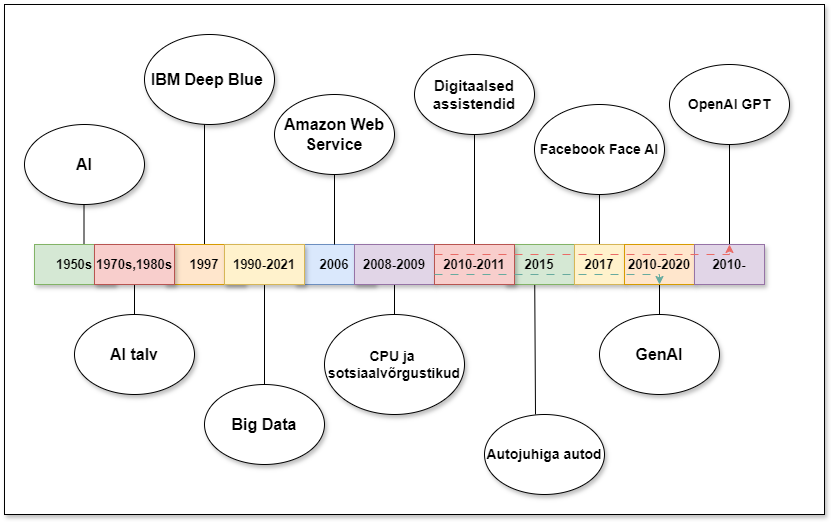 IBM Deep Blue
Digitaalsed
assistendid
OpenAI GPT
Amazon Web
Service
Facebook Face AI
AI
1950s
1970s,1980s
1997
1990-2021
2006
2008-2009
2010-2011
2015
2017
2010-2020
2010-
AI talv
CPU ja
sotsiaalvõrgustikud
GenAI
Big Data
Autojuhiga autod